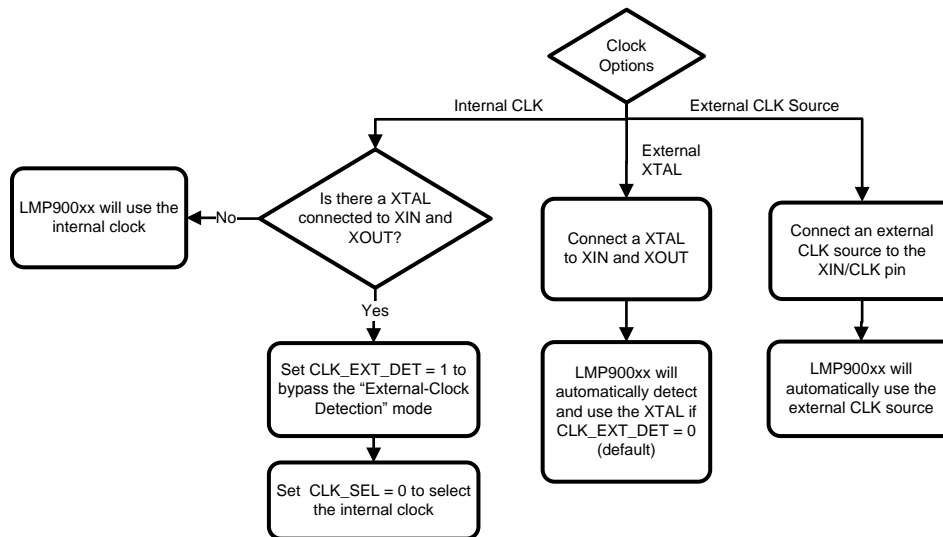 Clock
Options
Internal CLK
External CLK Source
External
XTAL
Is there a XTAL
connected to XIN and
XOUT?
No
LMP900xx will use the
internal clock
Yes
Set CLK_EXT_DET = 1 to
bypass the “External-Clock
Detection” mode
Set CLK_SEL = 0 to select
the internal clock
Connect a XTAL
to XIN and XOUT
LMP900xx will
automatically detect
and use the XTAL if
CLK_EXT_DET = 0
(default)
Connect an external
CLK source to the
XIN/CLK pin
LMP900xx will
automatically use the
external CLK source